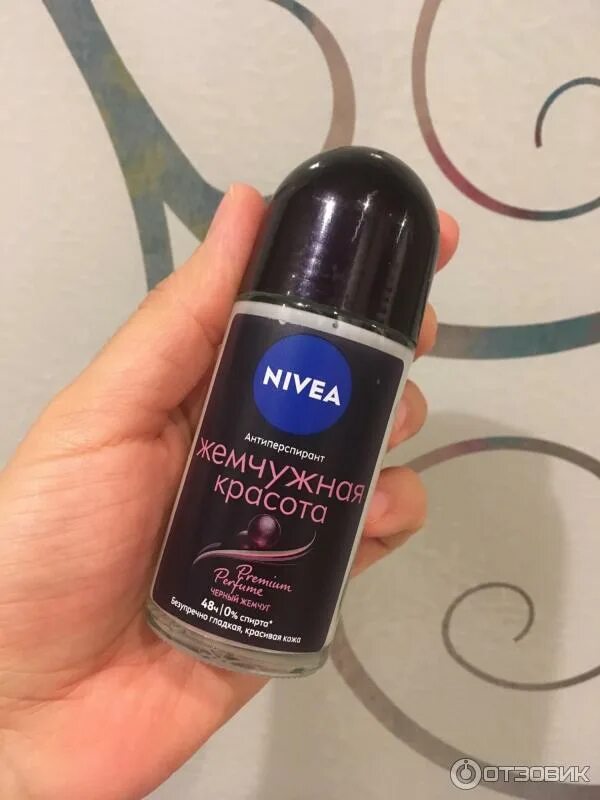 NIVEA
Антиперспирант
жемчужная
красота
Premium
Perfume
ЧЕРНЫЙ ЖЕМЧУГ
48ч | 0% спирта*
Безупречно гладкая, красивая кожа
ОТЗОВИК